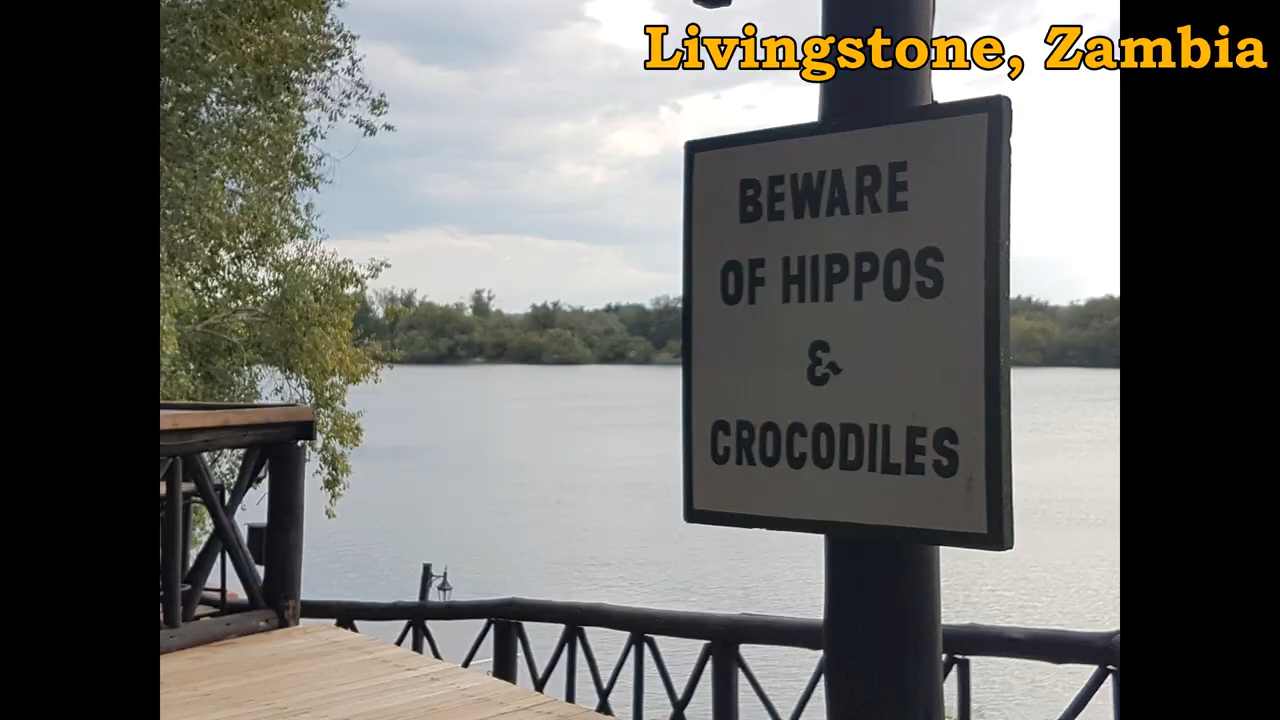 Livingstone, Zambia
BEWARE
OF HIPPOS
&
CROCODILES